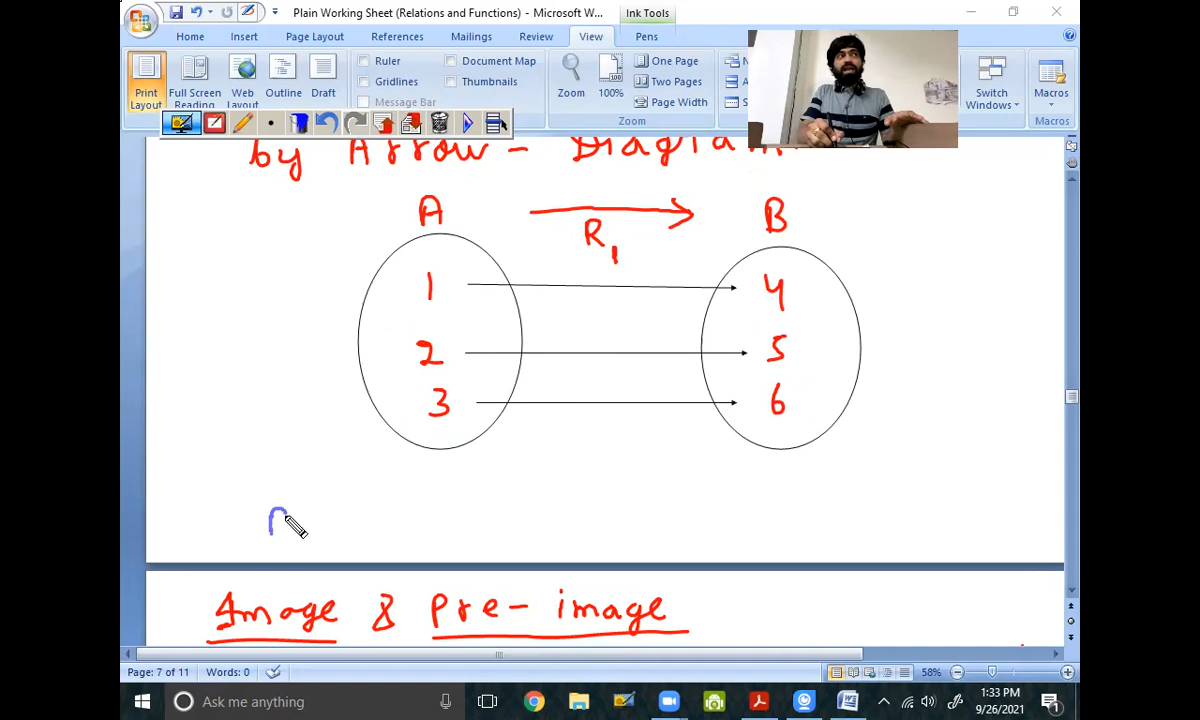 Plain Working Sheet (Relations and Functions) - Microsoft W...
Ink Tools
Home Insert Page Layout References Mailings Review View Pens
Print Layout
Full Screen Reading
Web Layout
Outline
Draft
Ruler
Gridlines
Message Bar
Document Map
Thumbnails
Zoom
100%
One Page
Two Pages
Page Width
Zoom
Switch Windows
Macros
Macros
by Arrow - Diagram
A B
R1
1 4
2 5
3 6
Image & Pre-image
Page: 7 of 11 Words: 0 58%
Ask me anything
1:33 PM
9/26/2021